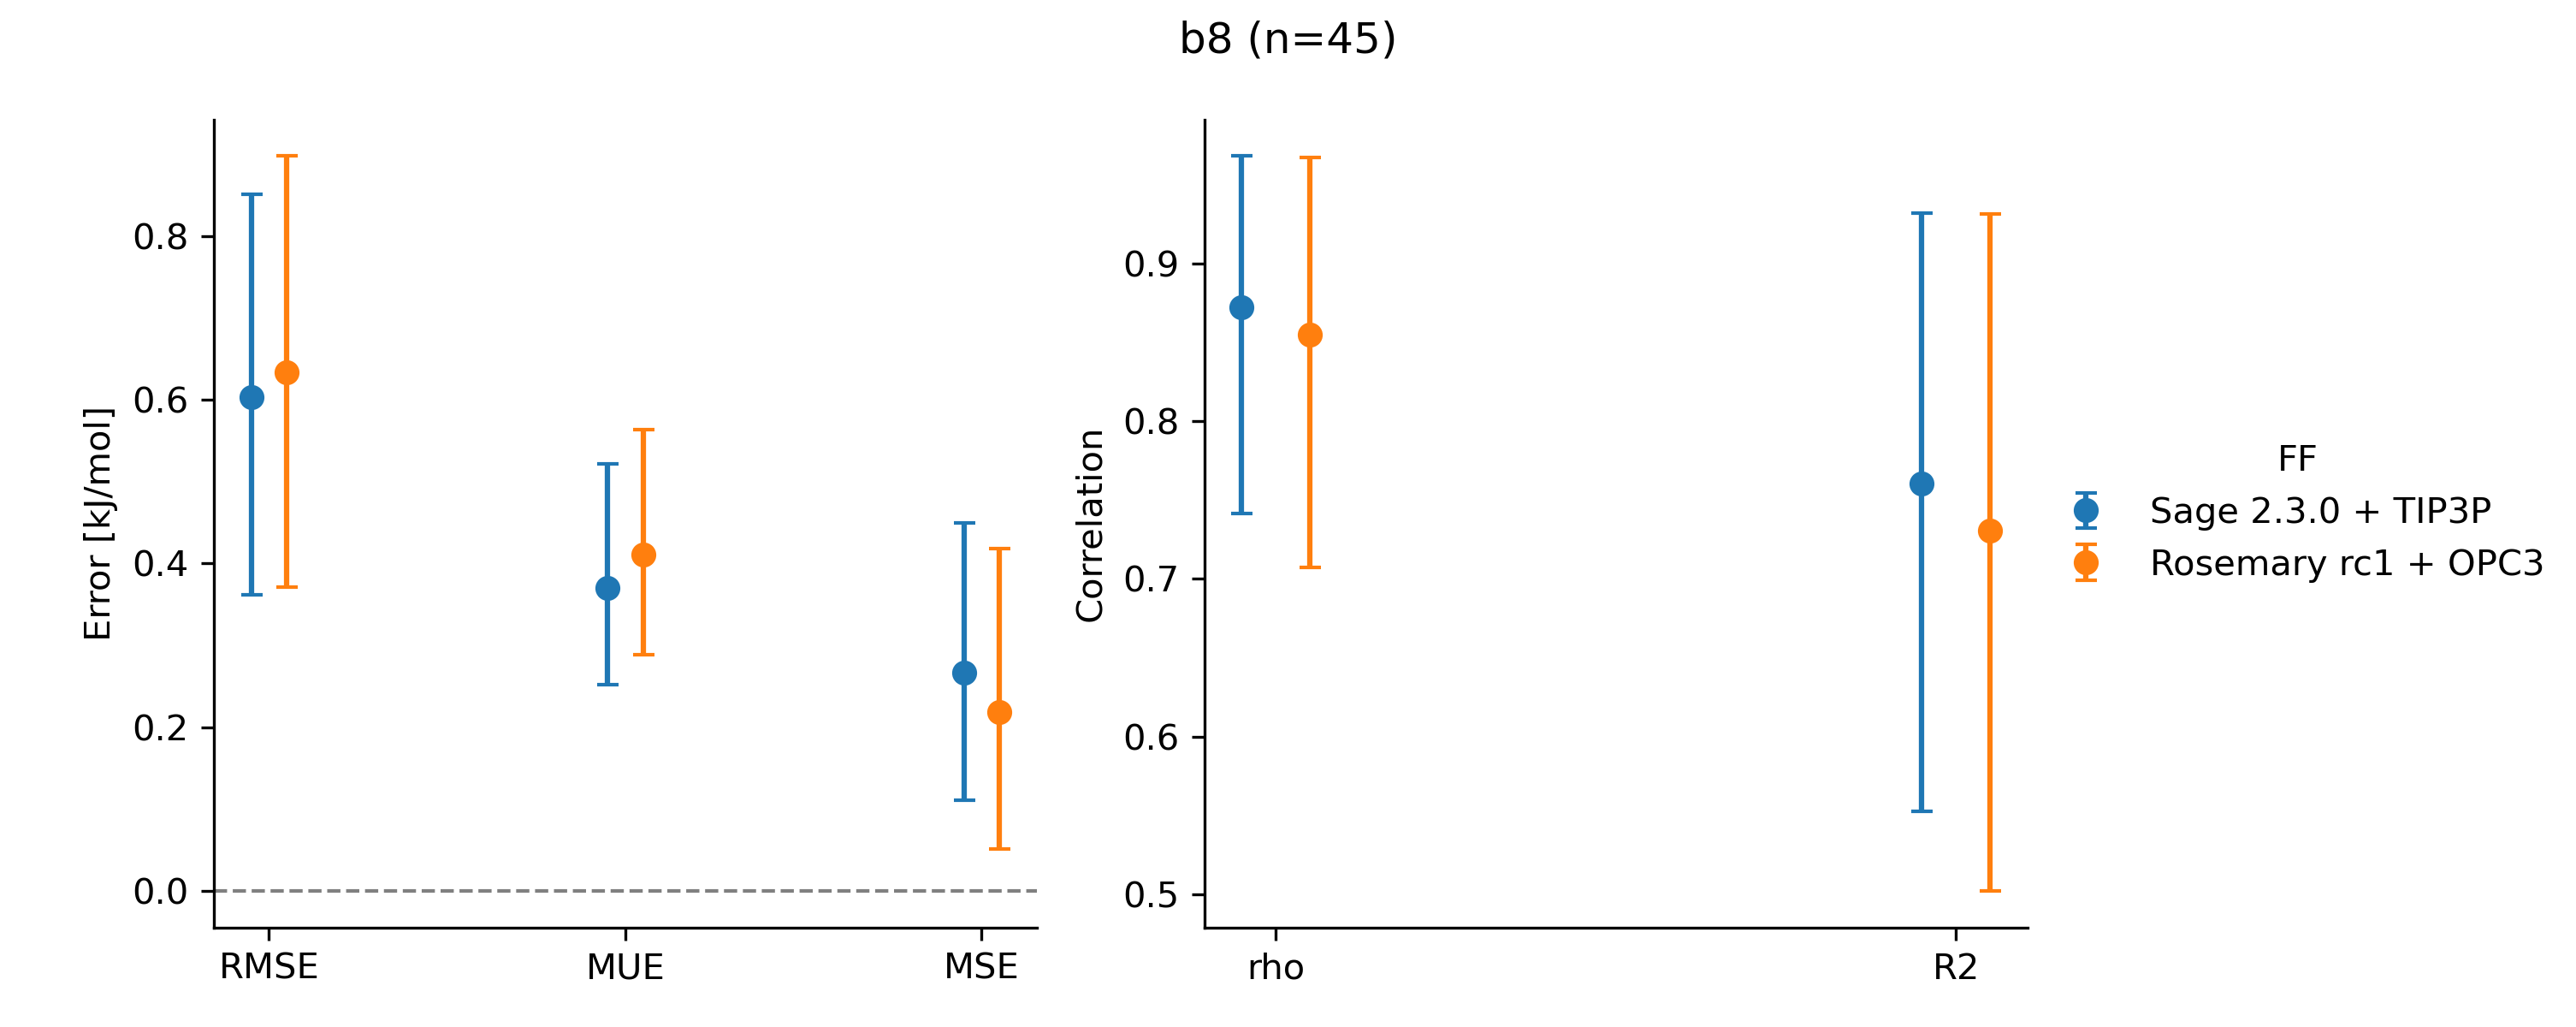 b8 (n=45)
Error [kJ/mol]
0.8
0.6
0.4
0.2
0.0
RMSE MUE MSE
Correlation
0.9
0.8
0.7
0.6
0.5
rho R2
FF
Sage 2.3.0 + TIP3P
Rosemary rc1 + OPC3